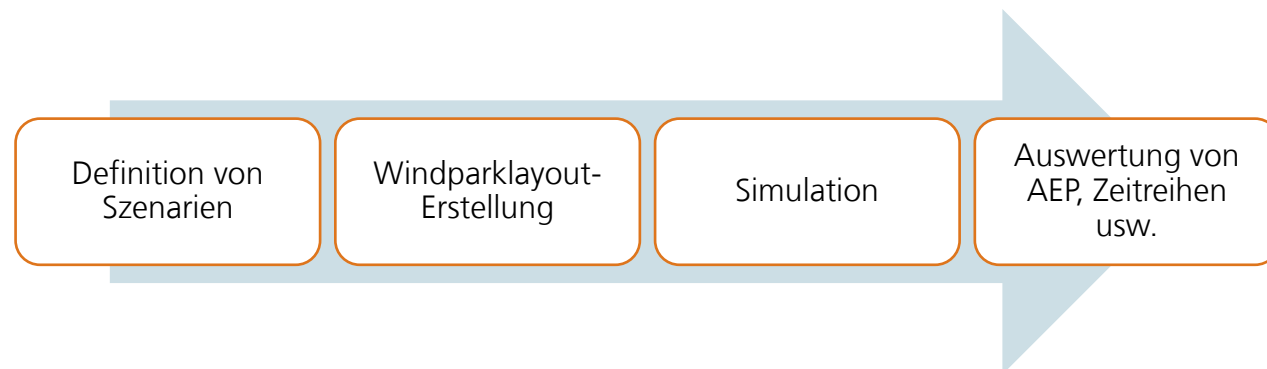 Definition von
Szenarien
Windparklayout-
Erstellung
Simulation
Auswertung von
AEP, Zeitreihen
usw.